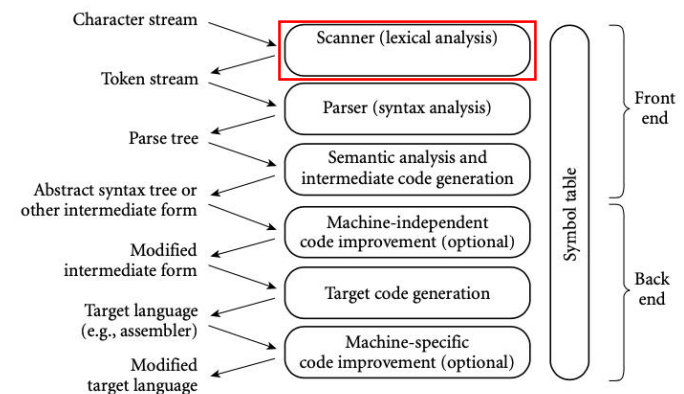 Character stream
Scanner (lexical analysis)
Token stream
Parser (syntax analysis)
Parse tree
Semantic analysis and
intermediate code generation
Abstract syntax tree or
other intermediate form
Machine-independent
code improvement (optional)
Modified
intermediate form
Target code generation
Target language
(e.g., assembler)
Machine-specific
code improvement (optional)
Modified
target language
Symbol table
Front
end
Back
end